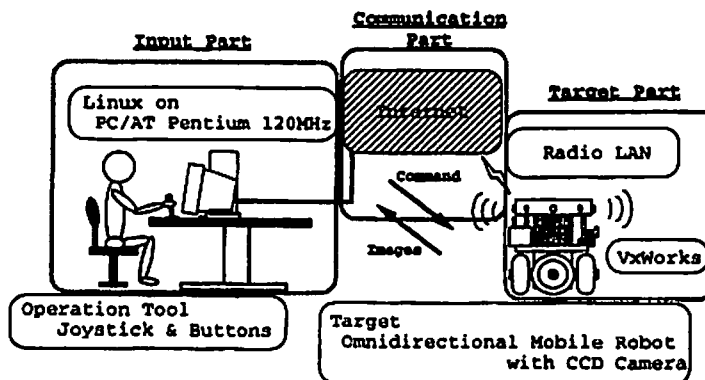 Input Part
Communication
Part
Target Part
Linux on
PC/AT Pentium 120MHz
Internet
Radio LAN
Command
Images
VxWorks
Operation Tool
Joystick & Buttons
Target
Omnidirectional Mobile Robot
with CCD Camera